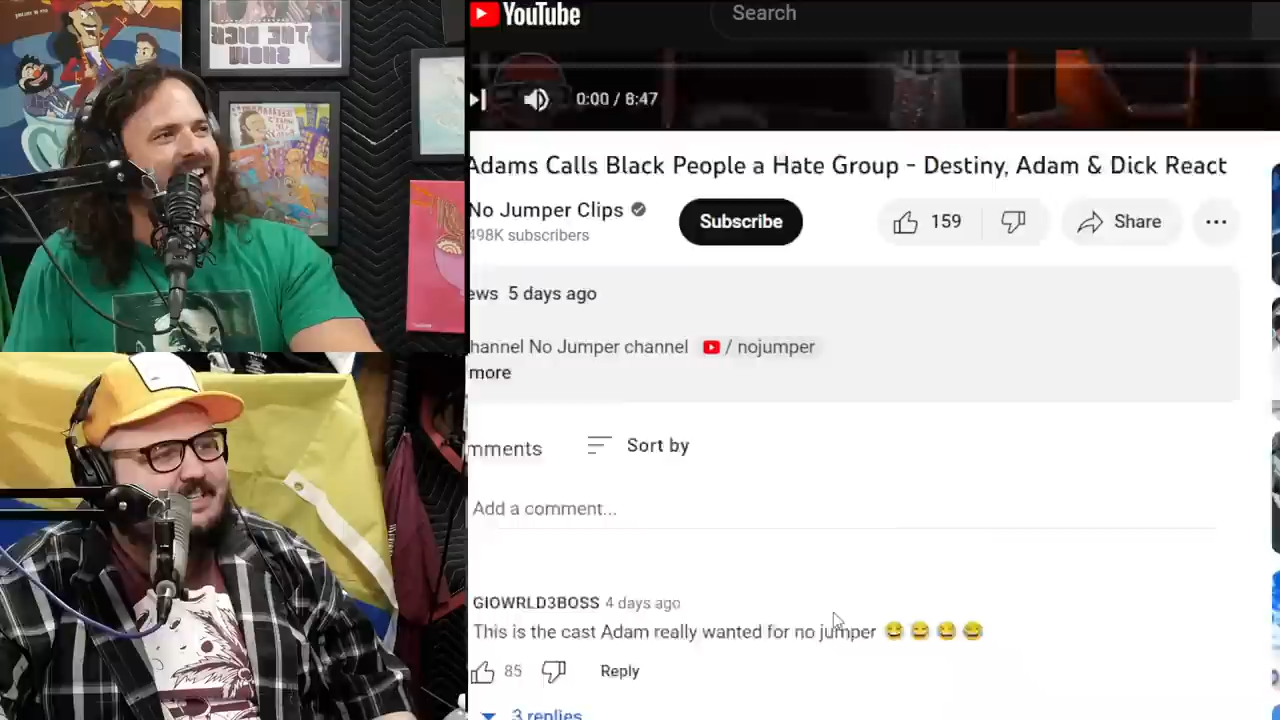 THE DICK
SHOW
YouTube
Search
0:00 / 8:47
Adams Calls Black People a Hate Group - Destiny, Adam & Dick React
No Jumper Clips
498K subscribers
Subscribe
159
Share
ews 5 days ago
hannel No Jumper channel / nojumper
more
mments
Sort by
Add a comment...
GIOWRLD3BOSS 4 days ago
This is the cast Adam really wanted for no jumper 😂 😂 😂 😂
85
Reply
3 replies